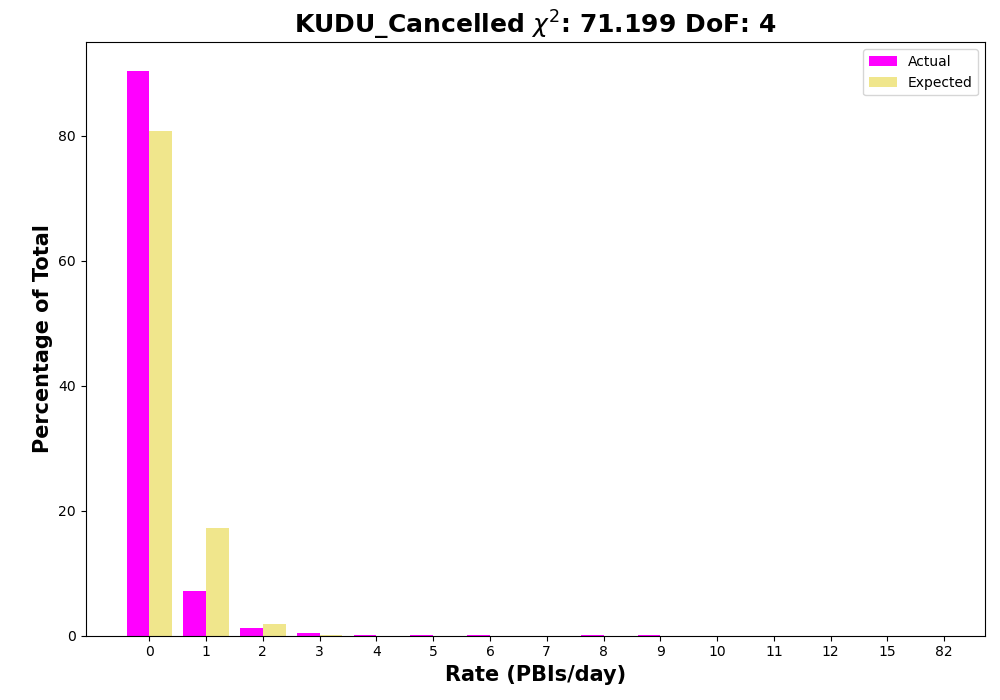 KUDU_Cancelled χ²: 71.199 DoF: 4
Actual
Expected
Percentage of Total
80
60
40
20
0
0 1 2 3 4 5 6 7 8 9 10 11 12 15 82
Rate (PBIs/day)